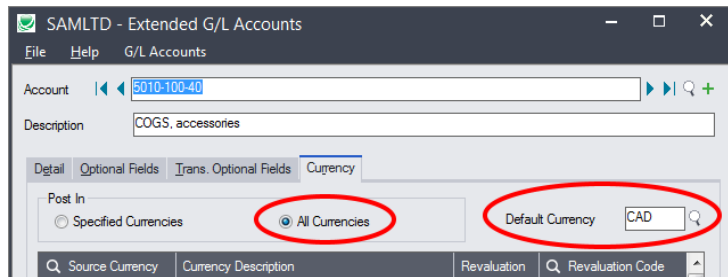 SAMLTD - Extended G/L Accounts
File Help G/L Accounts
Account 5010-100-40
Description COGS, accessories
Detail Optional Fields Trans. Optional Fields Currency
Post In
Specified Currencies All Currencies Default Currency CAD
Source Currency Currency Description Revaluation Revaluation Code